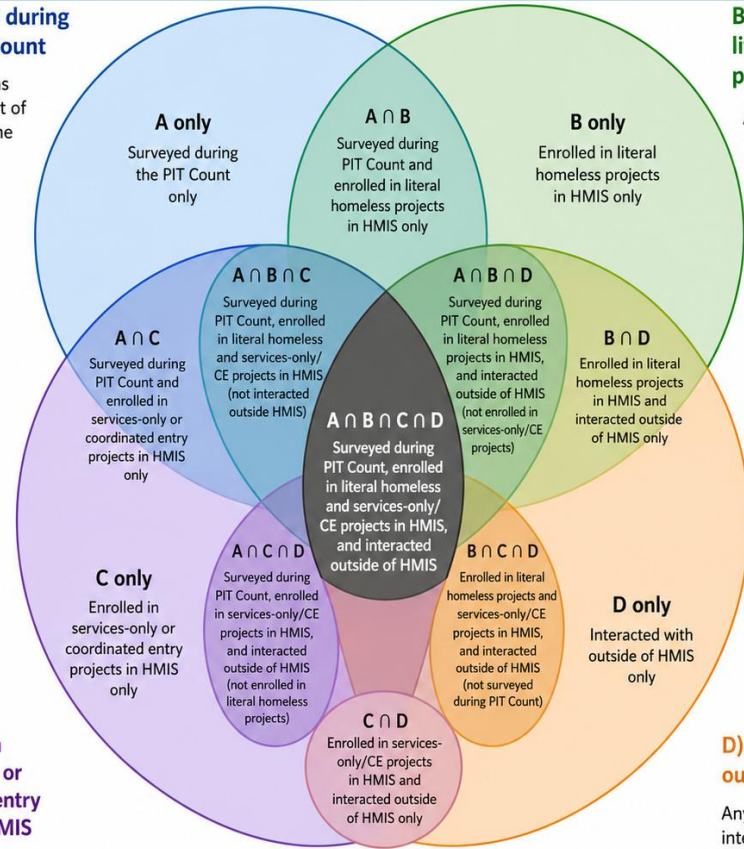 during
ount
s
t of
ne
B
li
p
A only
Surveyed during
the PIT Count
only
A ∩ B
Surveyed during
PIT Count and
enrolled in literal
homeless projects
in HMIS only
B only
Enrolled in literal
homeless projects
in HMIS only
A ∩ C
Surveyed during
PIT Count and
enrolled in
services-only or
coordinated entry
projects in HMIS
only
A ∩ B ∩ C
Surveyed during
PIT Count, enrolled
in literal homeless
and services-only/
CE projects in HMIS
(not interacted
outside HMIS)
A ∩ B ∩ D
Surveyed during
PIT Count, enrolled
in literal homeless
projects in HMIS,
and interacted
outside of HMIS
(not enrolled in
services-only/CE
projects)
B ∩ D
Enrolled in literal
homeless projects
in HMIS and
interacted outside
of HMIS only
A ∩ B ∩ C ∩ D
Surveyed during
PIT Count, enrolled
in literal homeless
and services-only/
CE projects in HMIS,
and interacted
outside of HMIS
C only
Enrolled in
services-only or
coordinated entry
projects in HMIS
only
A ∩ C ∩ D
Surveyed during
PIT Count, enrolled
in services-only/CE
projects in HMIS,
and interacted
outside of HMIS
(not enrolled in
literal homeless
projects)
B ∩ C ∩ D
Enrolled in literal
homeless projects and
services-only/CE
projects in HMIS,
and interacted
outside of HMIS
(not surveyed
during PIT Count)
D only
Interacted with
outside of HMIS
only
C ∩ D
Enrolled in services-
only/CE projects
in HMIS and
interacted outside
of HMIS only
or
entry
MIS
D)
ou
Any
inte